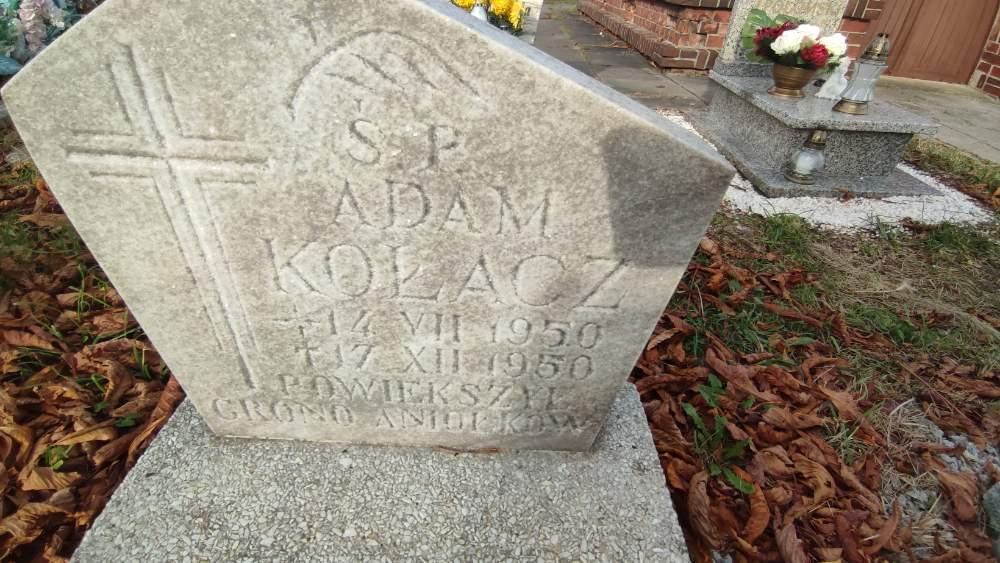 Ś. P.
ADAM
KOŁACZ
14 VII 1950
† 17 XII 1950
POWIĘKSZYŁ
GRONO ANIOŁKÓW